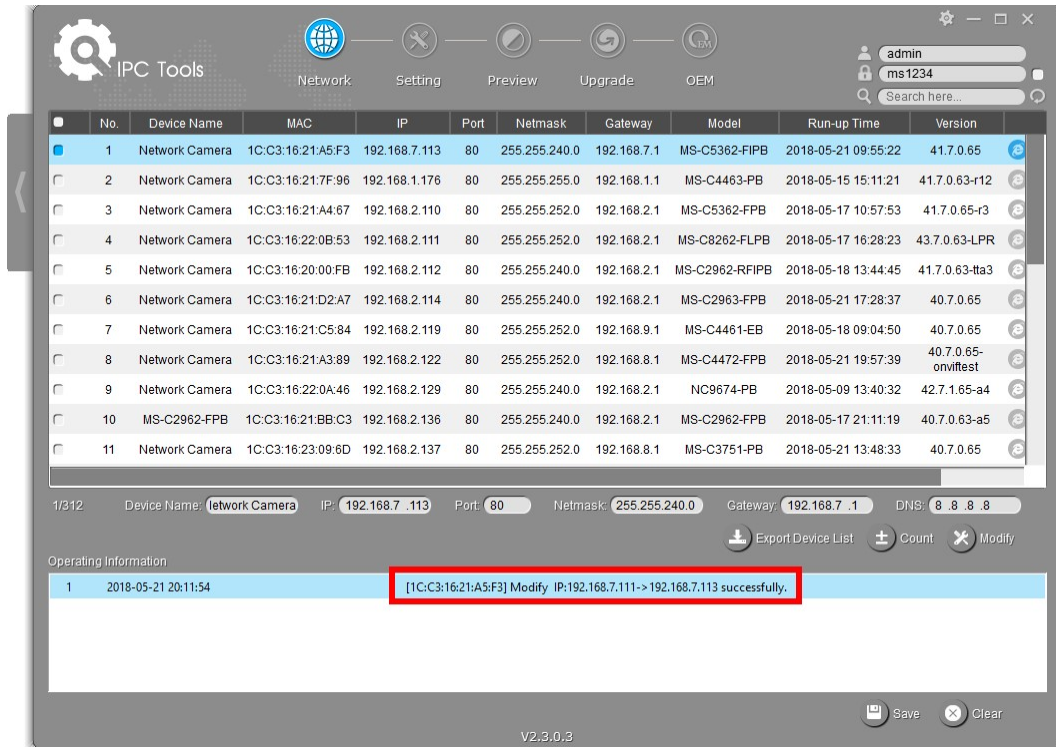 IPC Tools
Network Setting Preview Upgrade OEM
OEM
admin
ms1234
Search here...
No. Device Name MAC IP Port Netmask Gateway Model Run-up Time Version
1 Network Camera 1C:C3:16:21:A5:F3 192.168.7.113 80 255.255.240.0 192.168.7.1 MS-C5362-FIPB 2018-05-21 09:55:22 41.7.0.65
2 Network Camera 1C:C3:16:21:7F:96 192.168.1.176 80 255.255.255.0 192.168.1.1 MS-C4463-PB 2018-05-15 15:11:21 41.7.0.63-r12
3 Network Camera 1C:C3:16:21:A4:67 192.168.2.110 80 255.255.252.0 192.168.2.1 MS-C5362-FPB 2018-05-17 10:57:53 41.7.0.65-r3
4 Network Camera 1C:C3:16:22:0B:53 192.168.2.111 80 255.255.252.0 192.168.2.1 MS-C8262-FLPB 2018-05-17 16:28:23 43.7.0.63-LPR
5 Network Camera 1C:C3:16:20:00:FB 192.168.2.112 80 255.255.240.0 192.168.2.1 MS-C2962-RFIPB 2018-05-18 13:44:45 41.7.0.63-tta3
6 Network Camera 1C:C3:16:21:D2:A7 192.168.2.114 80 255.255.240.0 192.168.2.1 MS-C2963-FPB 2018-05-21 17:28:37 40.7.0.65
7 Network Camera 1C:C3:16:21:C5:84 192.168.2.119 80 255.255.252.0 192.168.9.1 MS-C4461-EB 2018-05-18 09:04:50 40.7.0.65
8 Network Camera 1C:C3:16:21:A3:89 192.168.2.122 80 255.255.252.0 192.168.8.1 MS-C4472-FPB 2018-05-21 19:57:39 40.7.0.65-
onviftest
9 Network Camera 1C:C3:16:22:0A:46 192.168.2.129 80 255.255.240.0 192.168.2.1 NC9674-PB 2018-05-09 13:40:32 42.7.1.65-a4
10 MS-C2962-FPB 1C:C3:16:21:BB:C3 192.168.2.136 80 255.255.240.0 192.168.2.1 MS-C2962-FPB 2018-05-17 21:11:19 40.7.0.63-a5
11 Network Camera 1C:C3:16:23:09:6D 192.168.2.137 80 255.255.252.0 192.168.8.1 MS-C3751-PB 2018-05-21 13:48:33 40.7.0.65
1/312 Device Name: letwork Camera IP: 192.168.7 .113 Port: 80 Netmask: 255.255.240.0 Gateway: 192.168.7 .1 DNS: 8 .8 .8 .8
Export Device List Count Modify
Operating Information
1 2018-05-21 20:11:54 [1C:C3:16:21:A5:F3] Modify IP:192.168.7.111->192.168.7.113 successfully.
Save Clear
V2.3.0.3